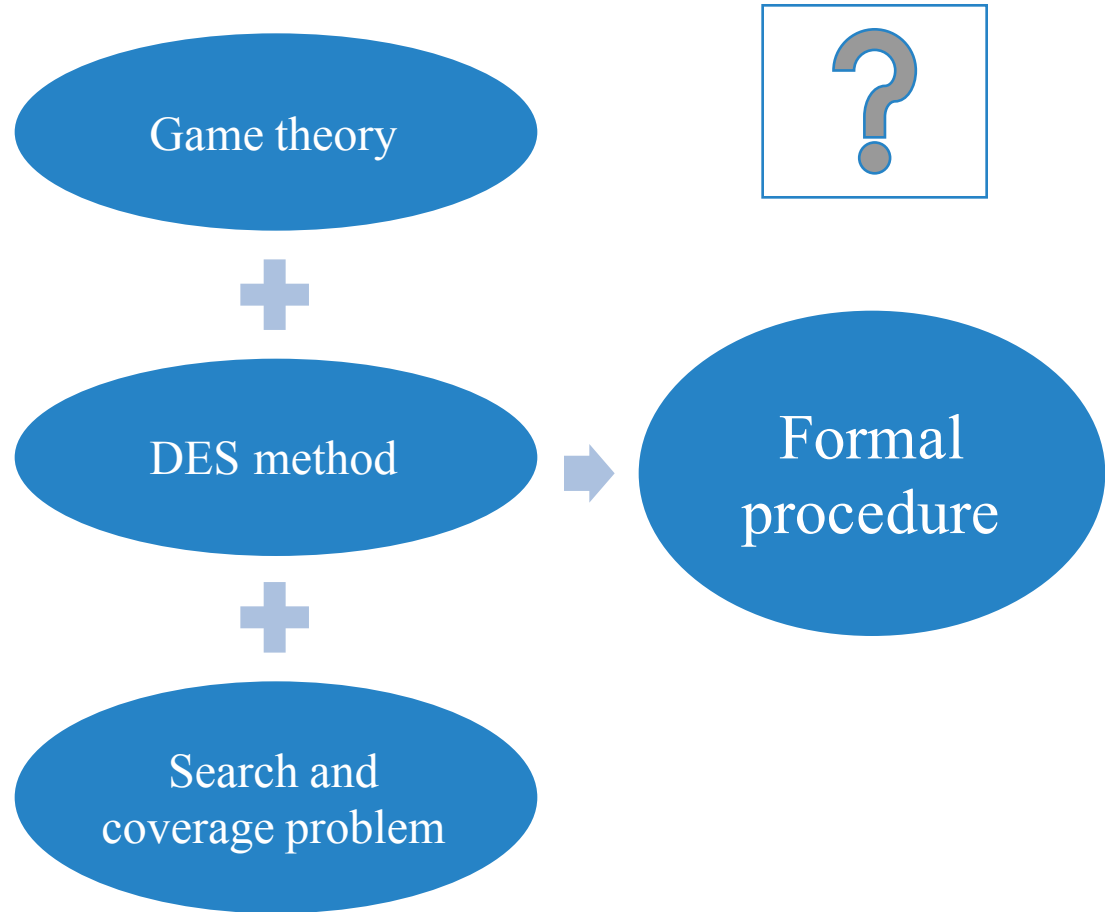 Game theory
?
DES method
Formal
procedure
Search and
coverage problem